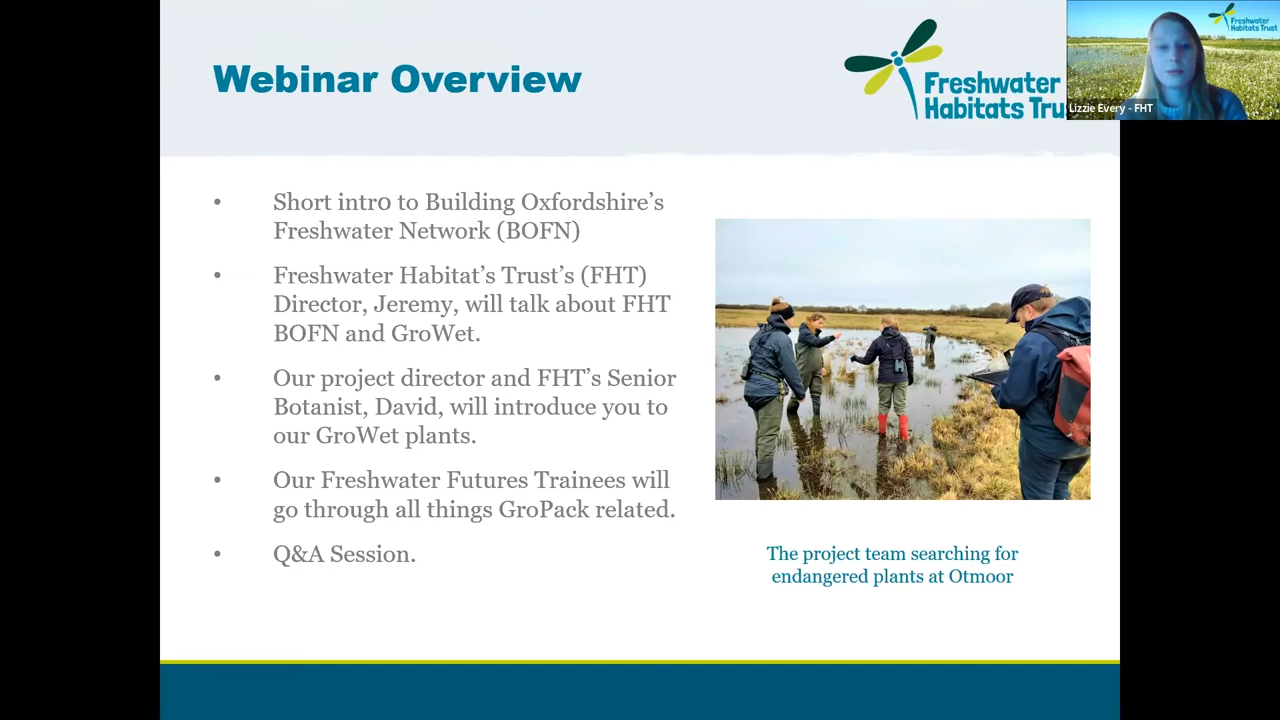 Webinar Overview
Freshwater
Habitats Tru
Freshwater
Habitats Trust
Lizzie Every - FHT
• Short intro to Building Oxfordshire’s
Freshwater Network (BOFN)
• Freshwater Habitat’s Trust’s (FHT)
Director, Jeremy, will talk about FHT
BOFN and GroWet.
• Our project director and FHT’s Senior
Botanist, David, will introduce you to
our GroWet plants.
• Our Freshwater Futures Trainees will
go through all things GroPack related.
• Q&A Session.
The project team searching for
endangered plants at Otmoor